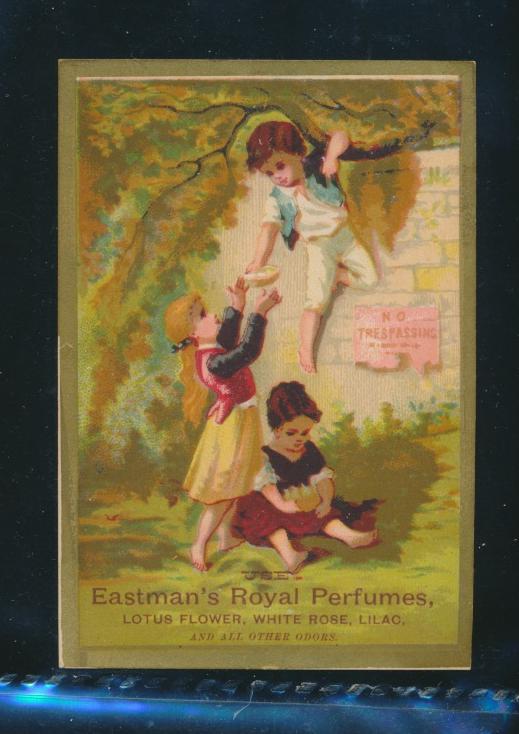 NO
TRESPASSING
USE
Eastman's Royal Perfumes,
LOTUS FLOWER, WHITE ROSE, LILAC,
AND ALL OTHER ODORS.